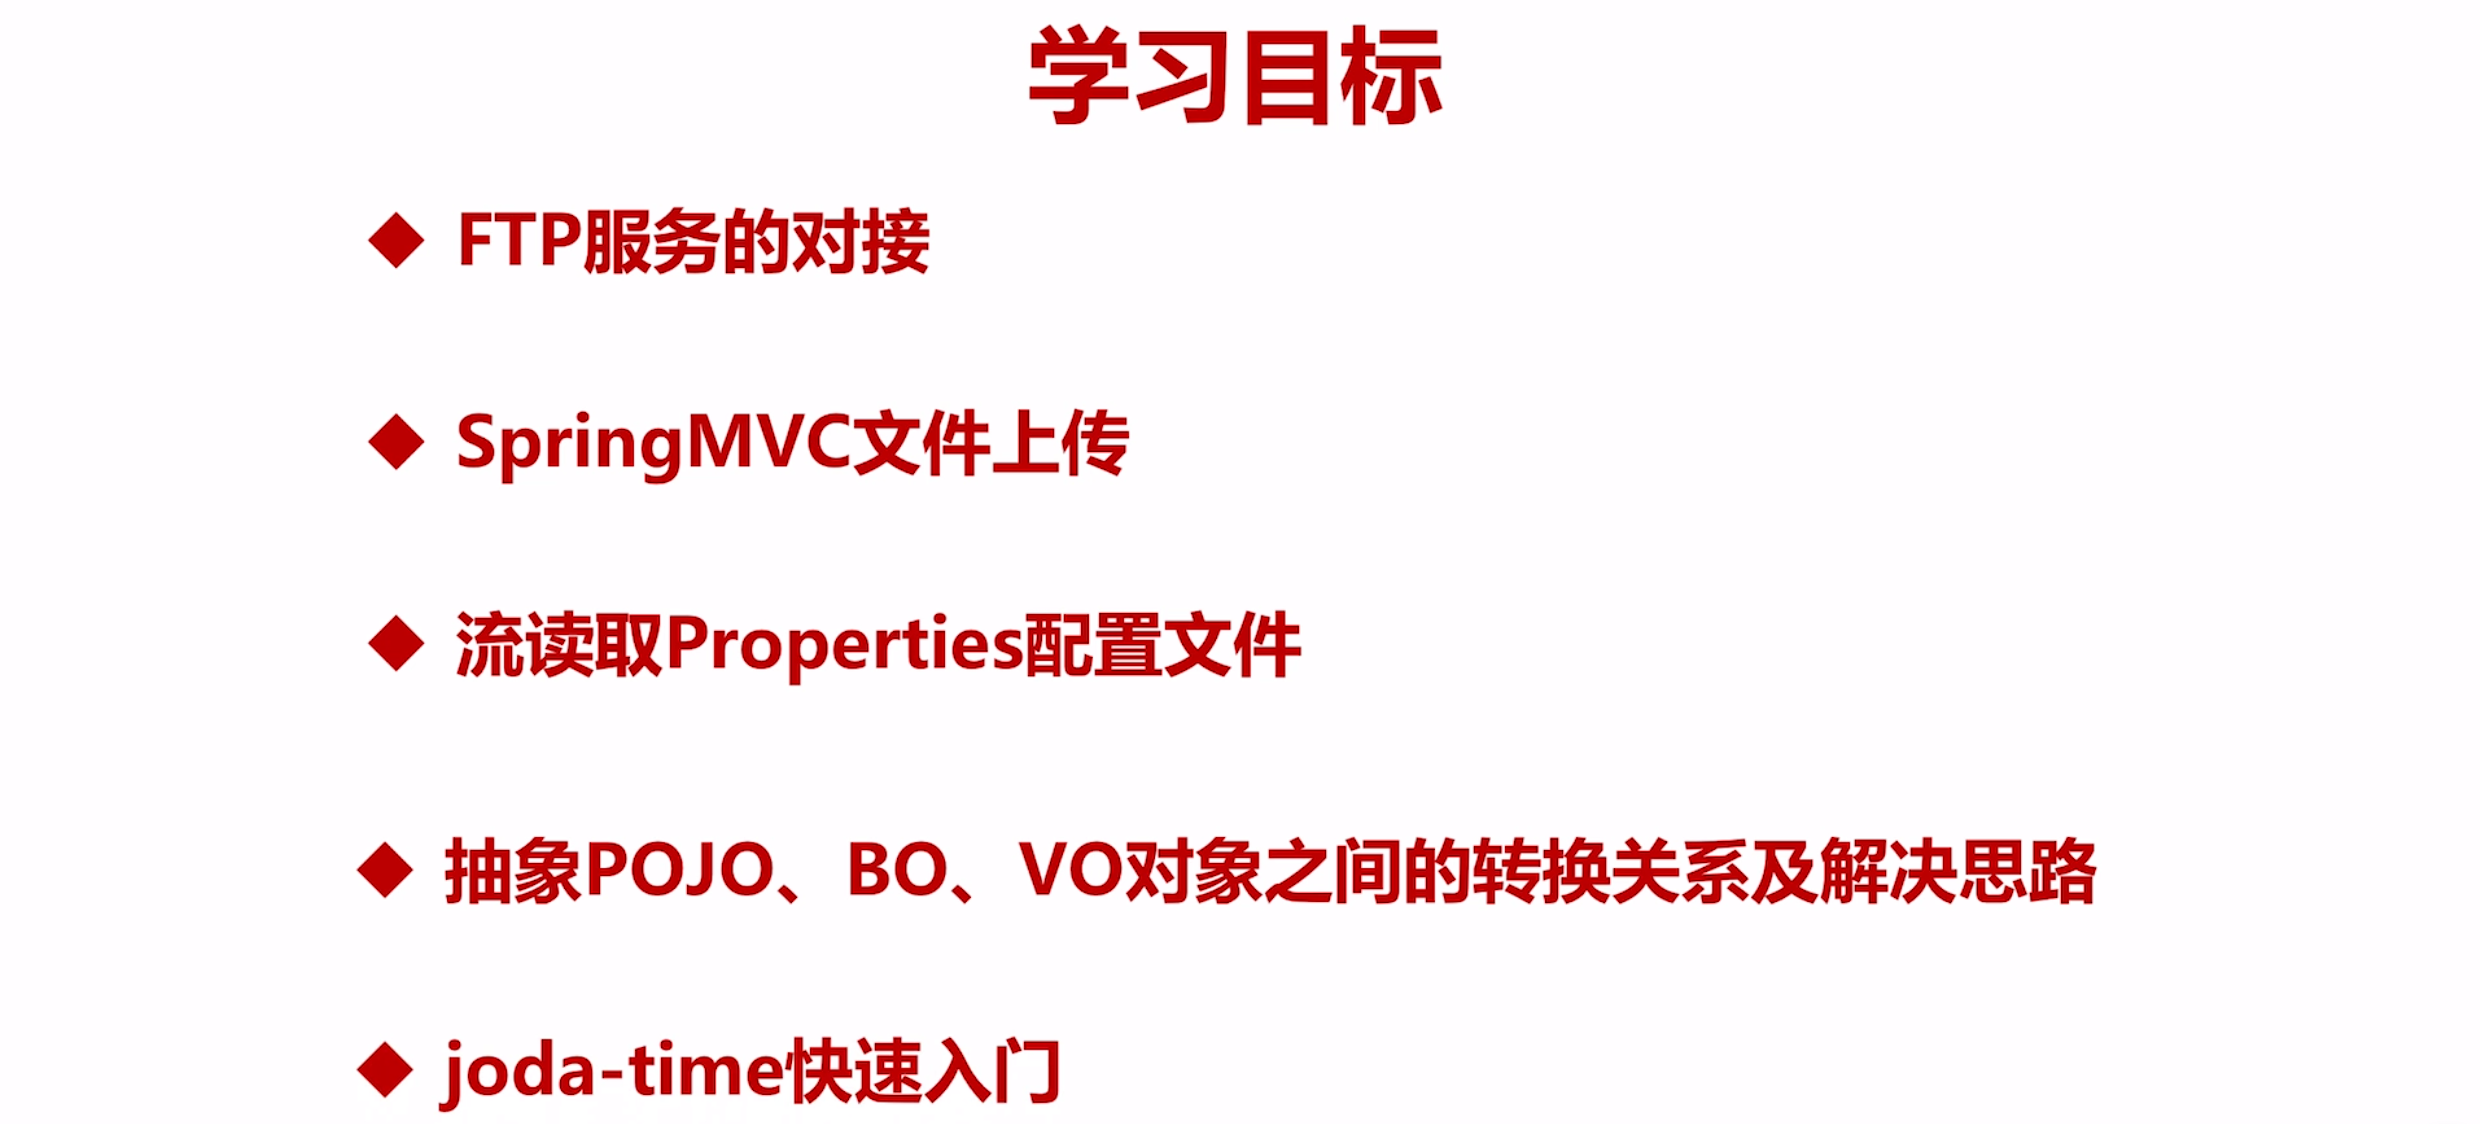 学习目标
◆ FTP服务的对接
◆ SpringMVC文件上传
◆ 流读取Properties配置文件
◆ 抽象POJO、BO、VO对象之间的转换关系及解决思路
◆ joda-time快速入门